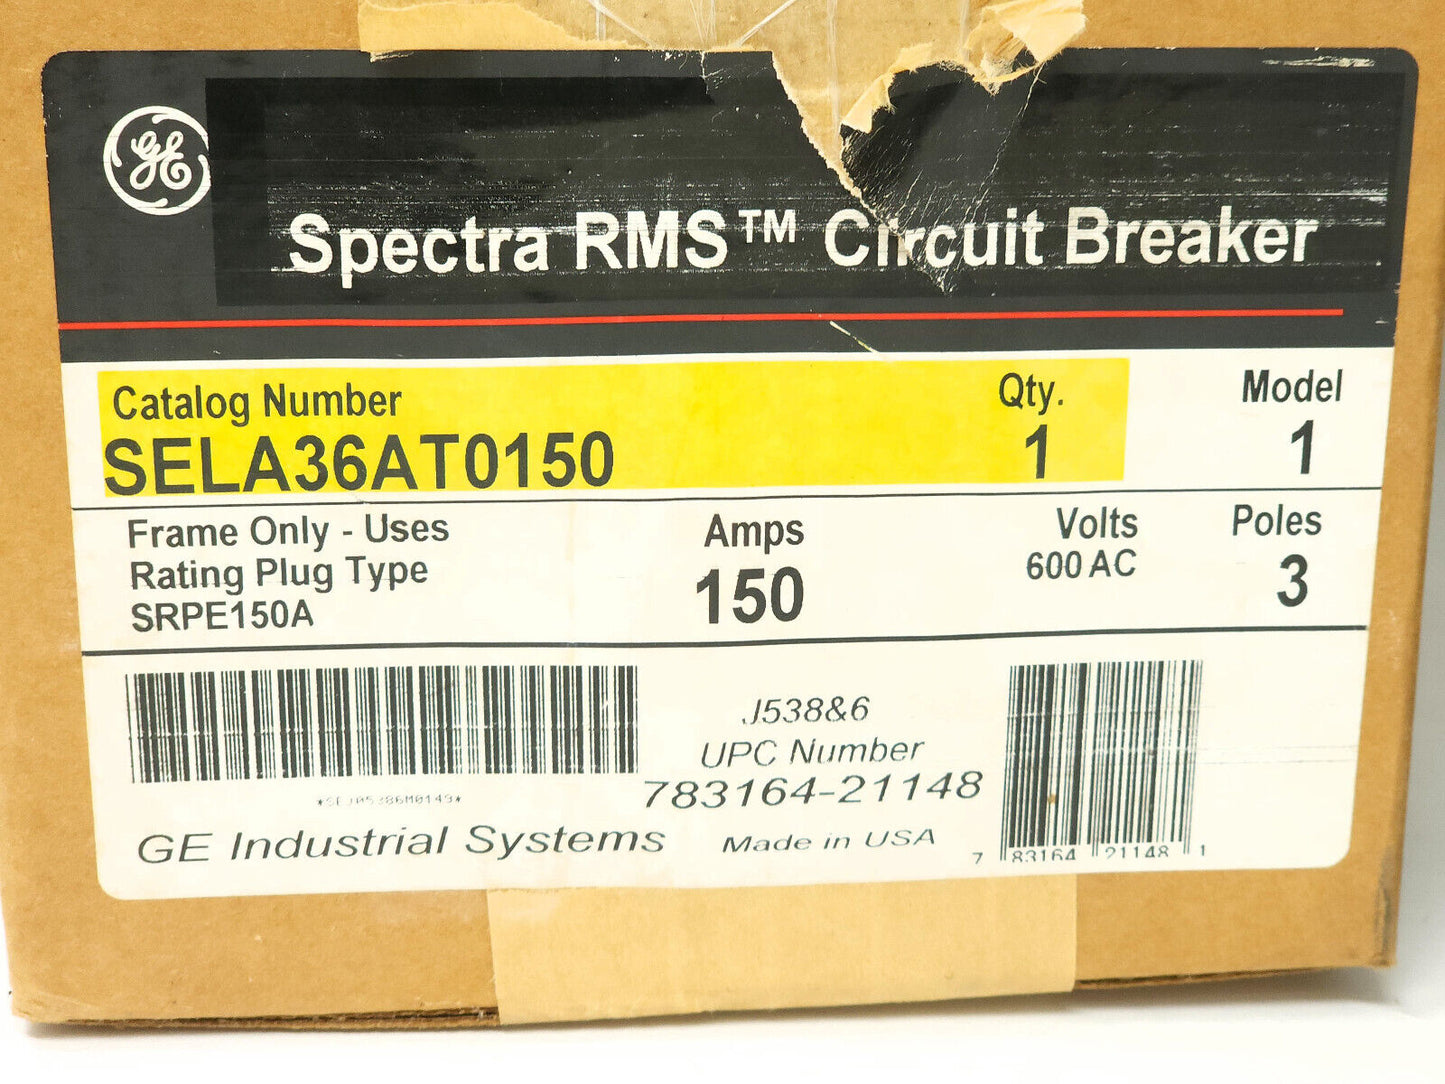 GE
Spectra RMS™ Circuit Breaker
Catalog Number Qty. Model
SELA36AT0150 1 1
Frame Only - Uses Amps Volts Poles
Rating Plug Type 150 600 AC 3
SRPE150A
J538&6
UPC Number
783164-21148
*SEJ05386M0149*
GE Industrial Systems Made in USA
7 83164 21148 1